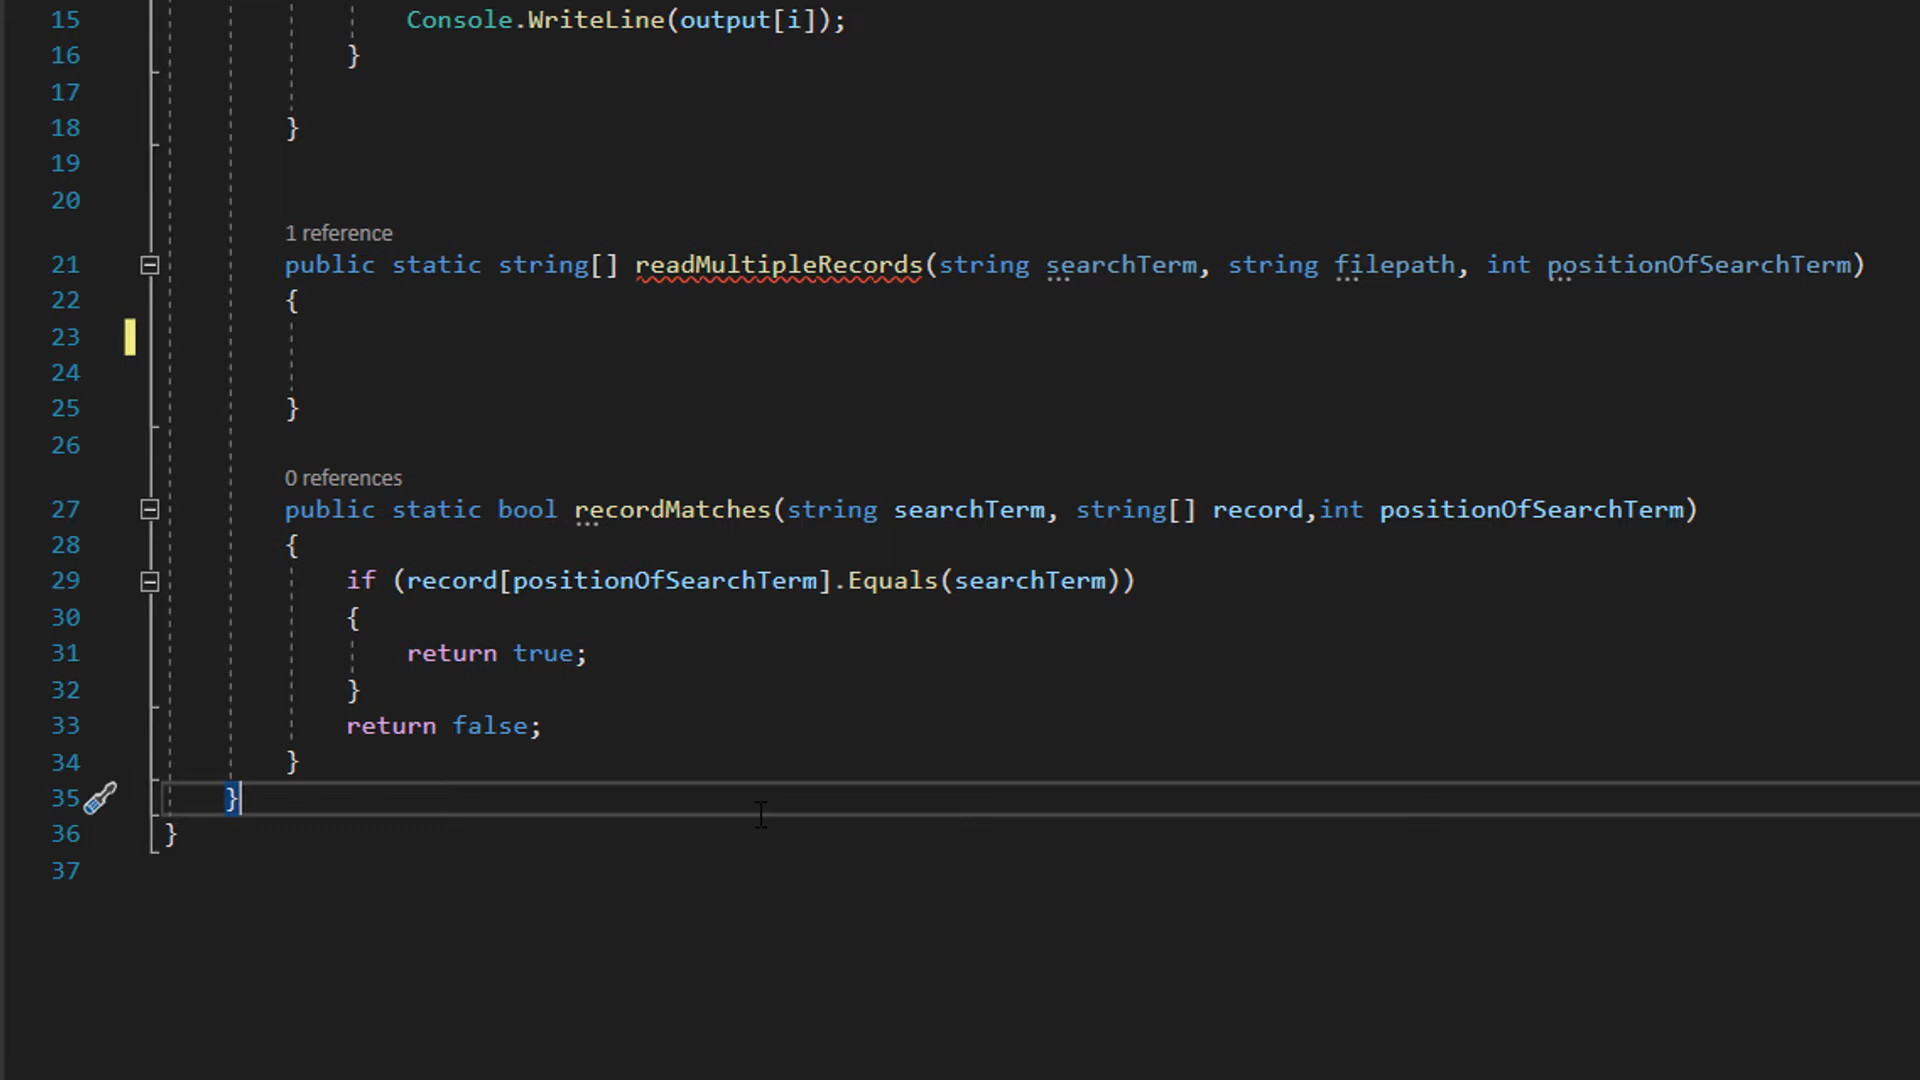 15 Console.WriteLine(output[i]);
16 }
17
18 }
19
20
1 reference
21 public static string[] readMultipleRecords(string searchTerm, string filepath, int positionOfSearchTerm)
22 {
23
24
25 }
26
0 references
27 public static bool recordMatches(string searchTerm, string[] record,int positionOfSearchTerm)
28 {
29 if (record[positionOfSearchTerm].Equals(searchTerm))
30 {
31 return true;
32 }
33 return false;
34 }
35 }
36 }
37